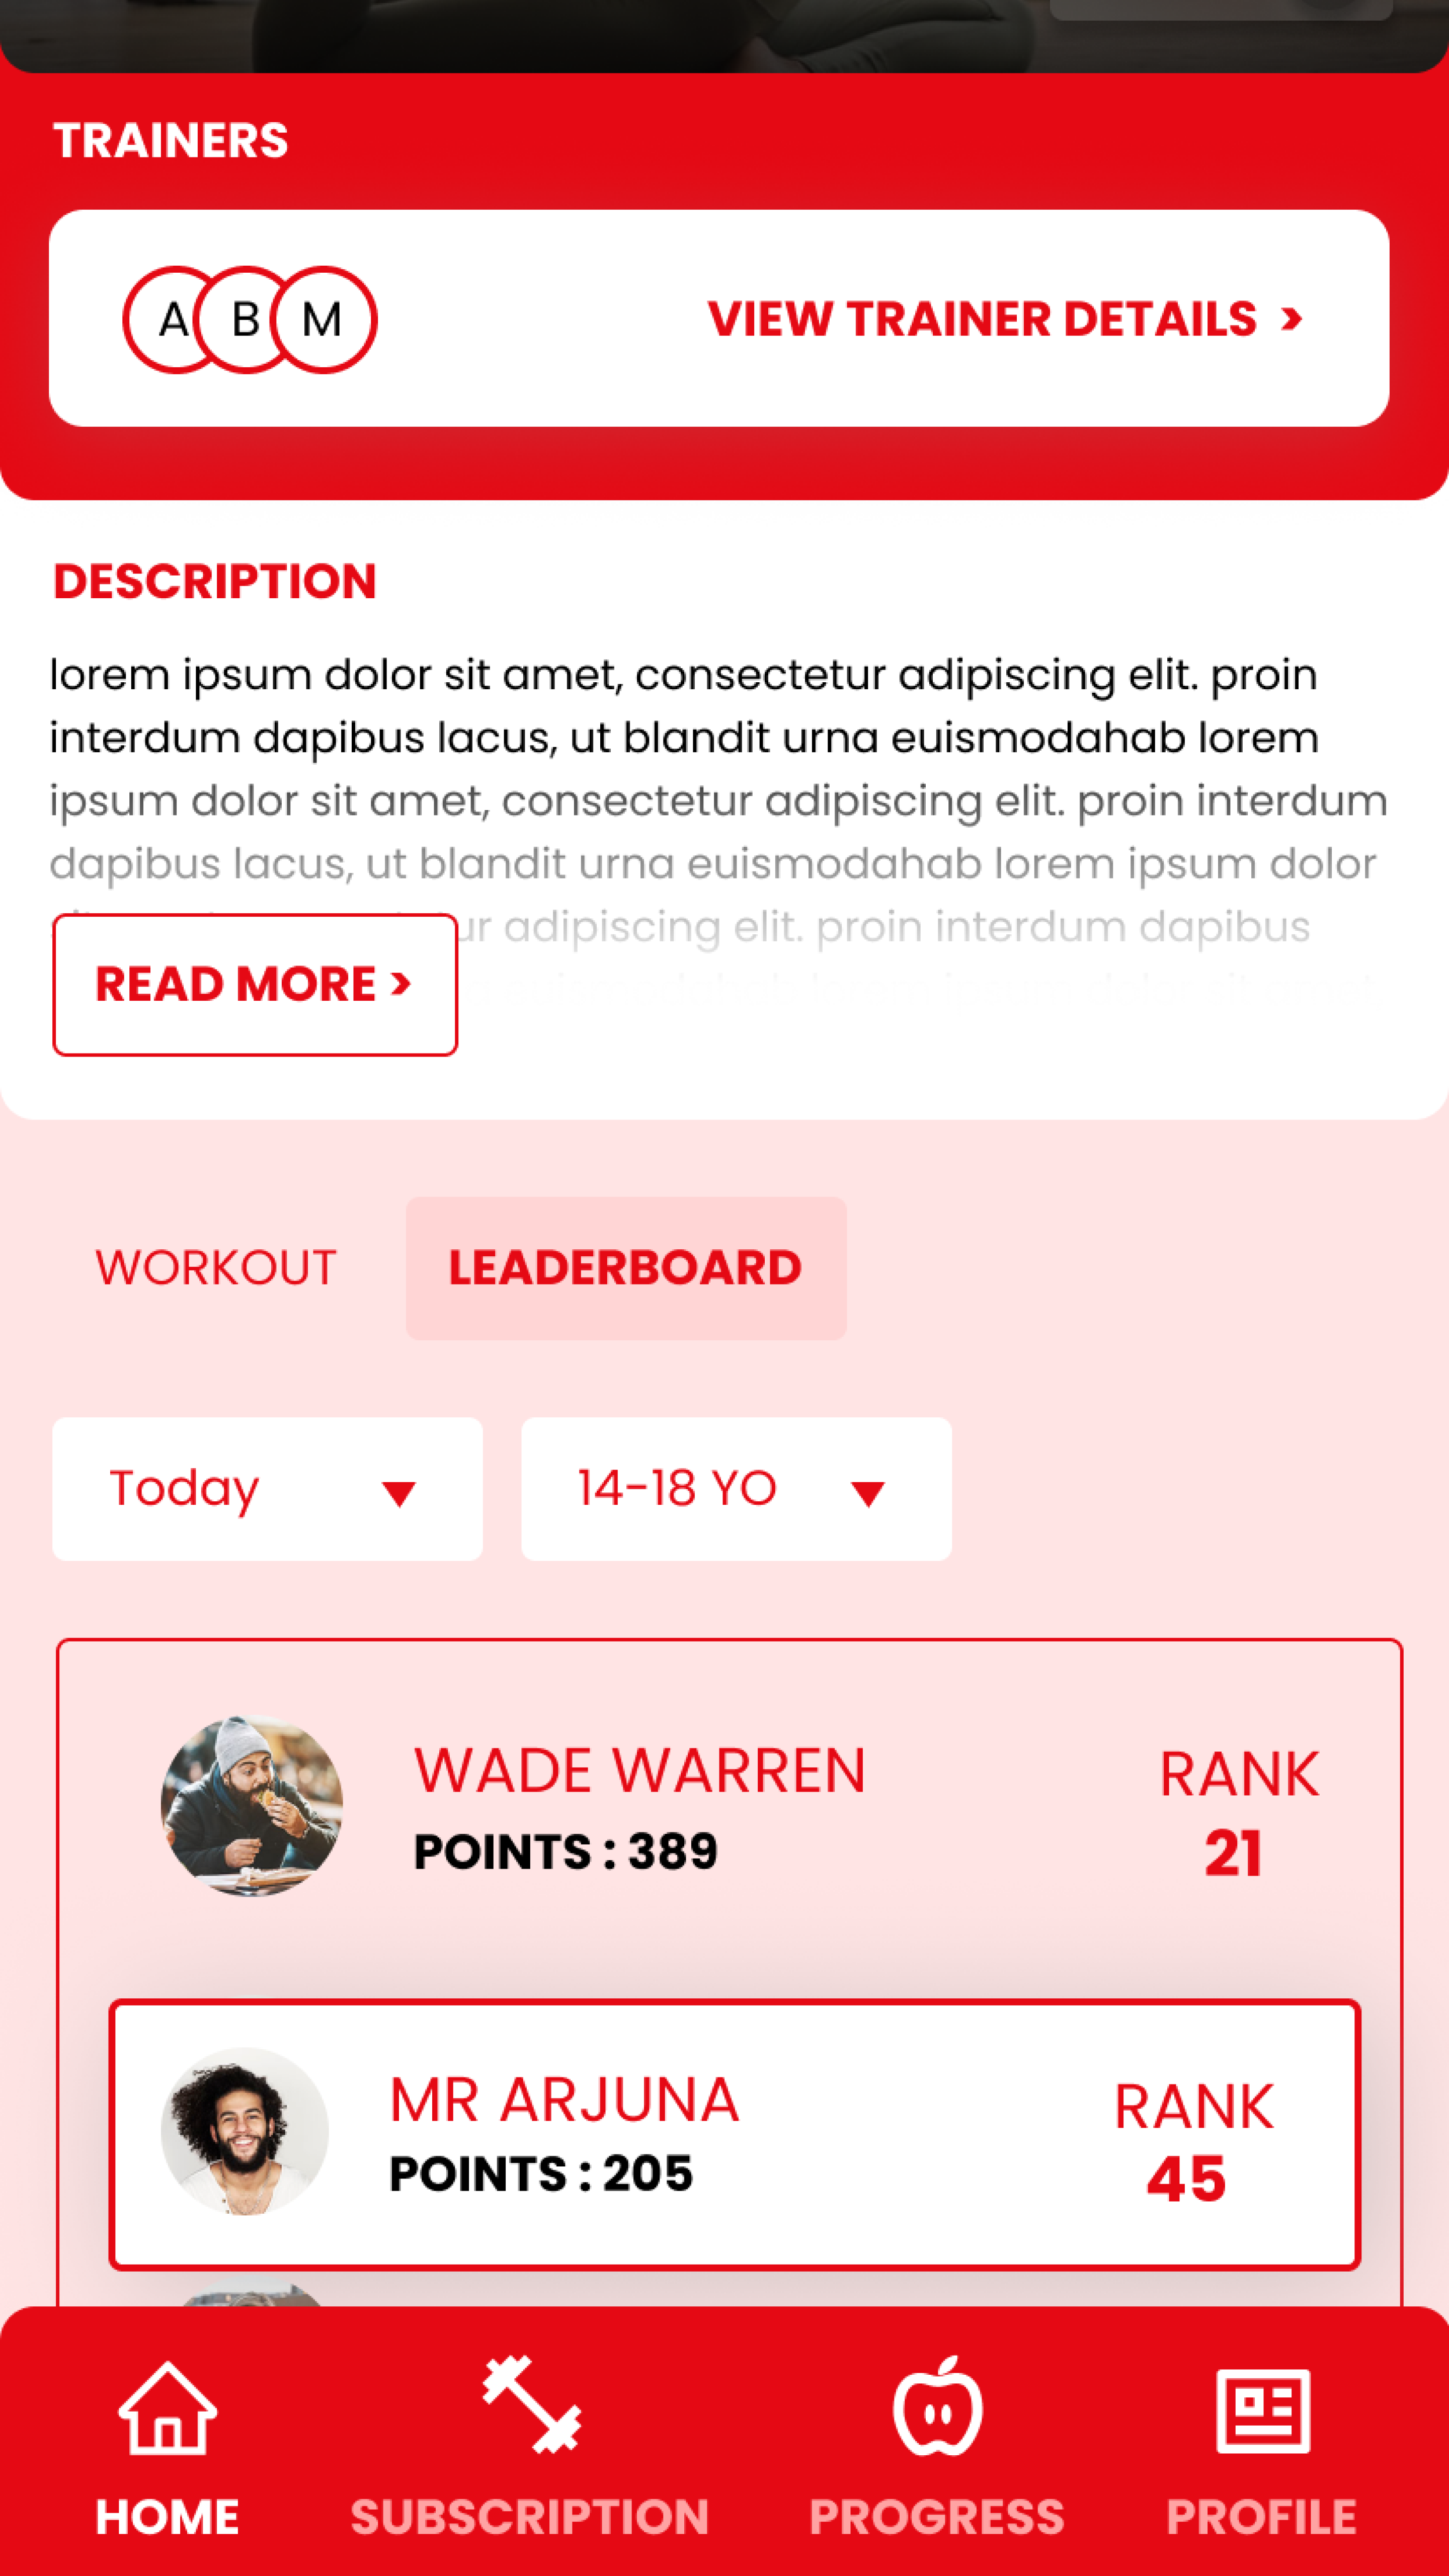 TRAINERS
A B M
VIEW TRAINER DETAILS >
DESCRIPTION
lorem ipsum dolor sit amet, consectetur adipiscing elit. proin
interdum dapibus lacus, ut blandit urna euismodahab lorem
ipsum dolor sit amet, consectetur adipiscing elit. proin interdum
dapibus lacus, ut blandit urna euismodahab lorem ipsum dolor
adipiscing elit. proin interdum dapibus
READ MORE >
WORKOUT
LEADERBOARD
Today
14-18 YO
WADE WARREN
RANK
POINTS : 389
21
MR ARJUNA
RANK
POINTS : 205
45
HOME
SUBSCRIPTION
PROGRESS
PROFILE